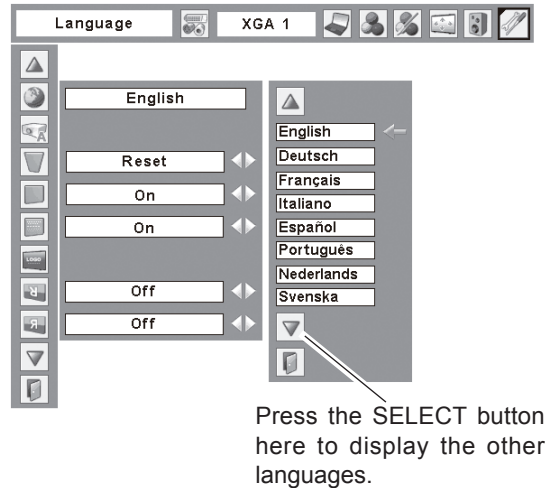 Language
XGA 1
English
Reset
On
On
LOGO
R
R
Off
Off
English
Deutsch
Français
Italiano
Español
Português
Nederlands
Svenska
Press the SELECT button
here to display the other
languages.